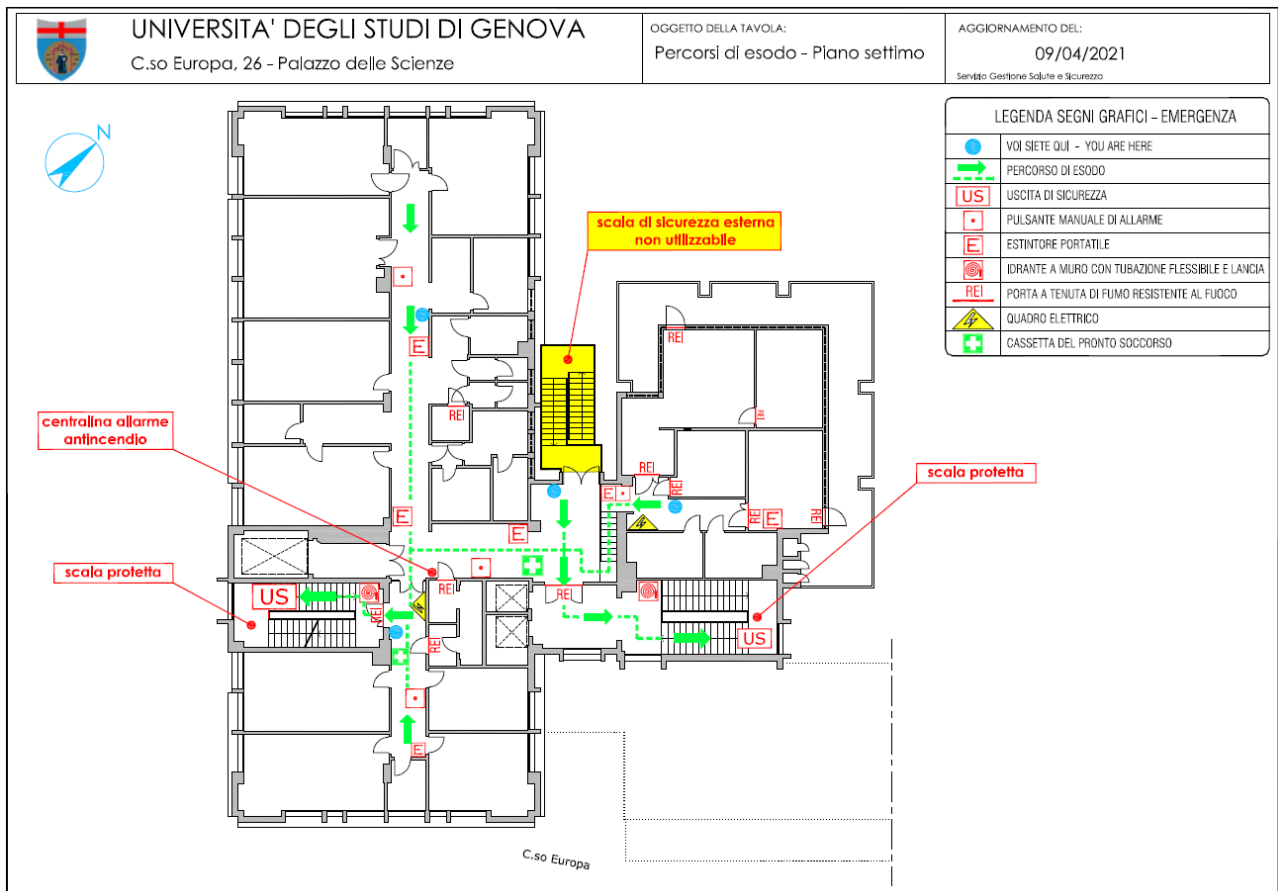 UNIVERSITA' DEGLI STUDI DI GENOVA
C.so Europa, 26 - Palazzo delle Scienze
OGGETTO DELLA TAVOLA:
Percorsi di esodo - Piano settimo
AGGIORNAMENTO DEL:
09/04/2021
Servizio Gestione Salute e Sicurezza
N
LEGENDA SEGNI GRAFICI – EMERGENZA
VOI SIETE QUI - YOU ARE HERE
PERCORSO DI ESODO
US
USCITA DI SICUREZZA
PULSANTE MANUALE DI ALLARME
E
ESTINTORE PORTATILE
IDRANTE A MURO CON TUBAZIONE FLESSIBILE E LANCIA
REI
PORTA A TENUTA DI FUMO RESISTENTE AL FUOCO
QUADRO ELETTRICO
CASSETTA DEL PRONTO SOCCORSO
scala di sicurezza esterna
non utilizzabile
REI
E
REI
REI
centralina allarme
antincendio
REI
scala protetta
REI
E
E
REI
E
REI
E
scala protetta
REI
REI
US
REI
REI
US
E
C.so Europa